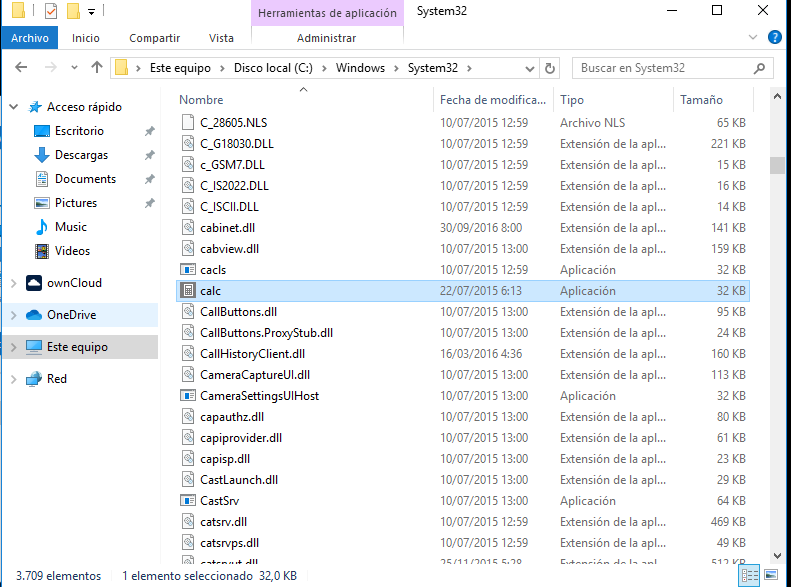 Herramientas de aplicación System32
Archivo Inicio Compartir Vista Administrar
Este equipo Disco local (C:) Windows System32 Buscar en System32
Nombre Fecha de modifica... Tipo Tamaño
Acceso rápido
Escritorio
Descargas
Documents
Pictures
Music
Videos
ownCloud
OneDrive
Este equipo
Red
C_28605.NLS 10/07/2015 12:59 Archivo NLS 65 KB
C_G18030.DLL 10/07/2015 12:59 Extensión de la apl... 221 KB
c_GSM7.DLL 10/07/2015 12:59 Extensión de la apl... 15 KB
C_IS2022.DLL 10/07/2015 12:59 Extensión de la apl... 16 KB
C_ISCII.DLL 10/07/2015 12:59 Extensión de la apl... 14 KB
cabinet.dll 30/09/2016 8:00 Extensión de la apl... 141 KB
cabview.dll 10/07/2015 13:00 Extensión de la apl... 159 KB
cacls 10/07/2015 12:59 Aplicación 32 KB
calc 22/07/2015 6:13 Aplicación 32 KB
CallButtons.dll 10/07/2015 13:00 Extensión de la apl... 95 KB
CallButtons.ProxyStub.dll 10/07/2015 13:00 Extensión de la apl... 24 KB
CallHistoryClient.dll 16/03/2016 4:36 Extensión de la apl... 160 KB
CameraCaptureUI.dll 10/07/2015 13:00 Extensión de la apl... 113 KB
CameraSettingsUIHost 10/07/2015 13:00 Aplicación 32 KB
capauthz.dll 10/07/2015 13:00 Extensión de la apl... 80 KB
capiprovider.dll 10/07/2015 13:00 Extensión de la apl... 61 KB
capisp.dll 10/07/2015 13:00 Extensión de la apl... 23 KB
CastLaunch.dll 10/07/2015 13:00 Extensión de la apl... 29 KB
CastSrv 10/07/2015 13:00 Aplicación 64 KB
catsrv.dll 10/07/2015 12:59 Extensión de la apl... 469 KB
catsrvps.dll 10/07/2015 12:59 Extensión de la apl... 49 KB
catsrvut.dll 25/11/2015 5:28 Extensión de la apl... 512 KB
3.709 elementos 1 elemento seleccionado 32,0 KB